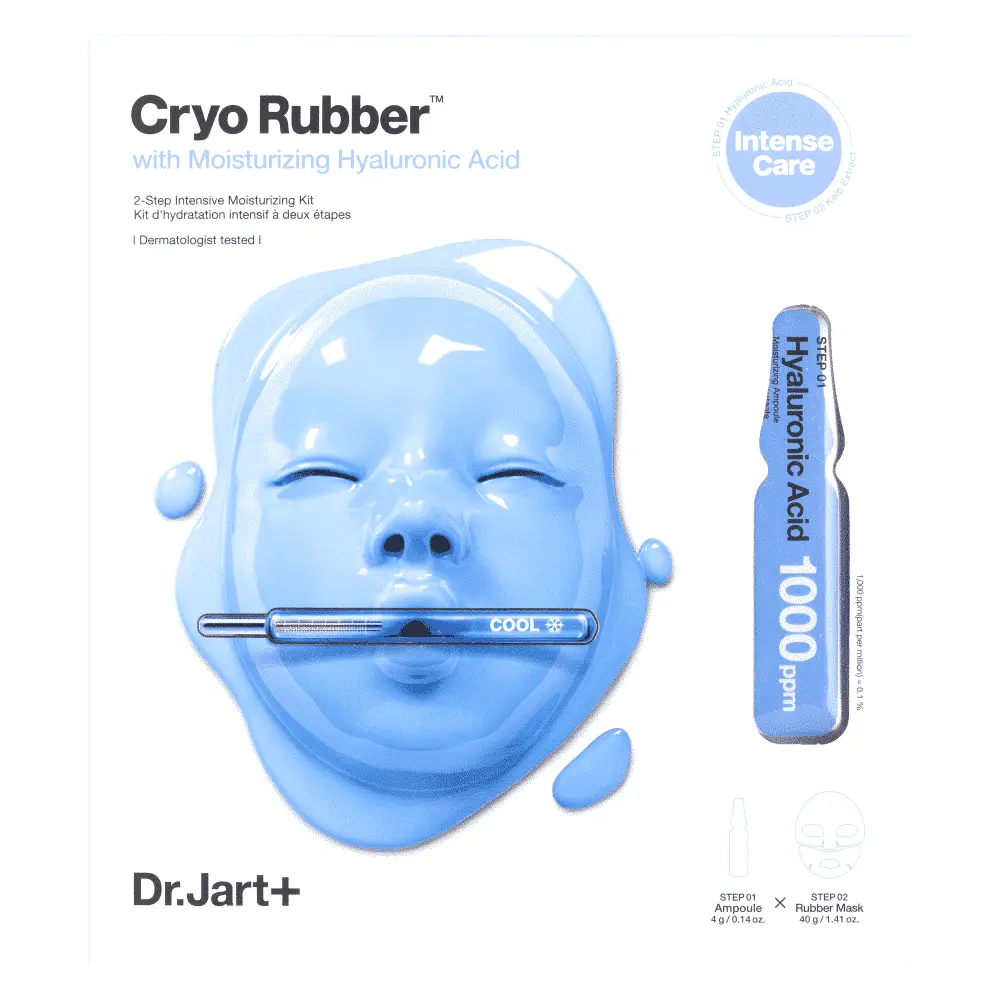 Cryo Rubber™
with Moisturizing Hyaluronic Acid
2-Step Intensive Moisturizing Kit
Kit d'hydratation intensif à deux étapes
| Dermatologist tested |
STEP 01 Hyaluronic Acid
Intense
Care
STEP 02 Kelp Extract
STEP 01
Hyaluronic Acid 1000 ppm
Moisturizing Ampoule
1,000 ppm(part per million) = 0.1 %
COOL
Dr.Jart+
STEP 01
Ampoule
4 g / 0.14 oz.
×
STEP 02
Rubber Mask
40 g / 1.41 oz.